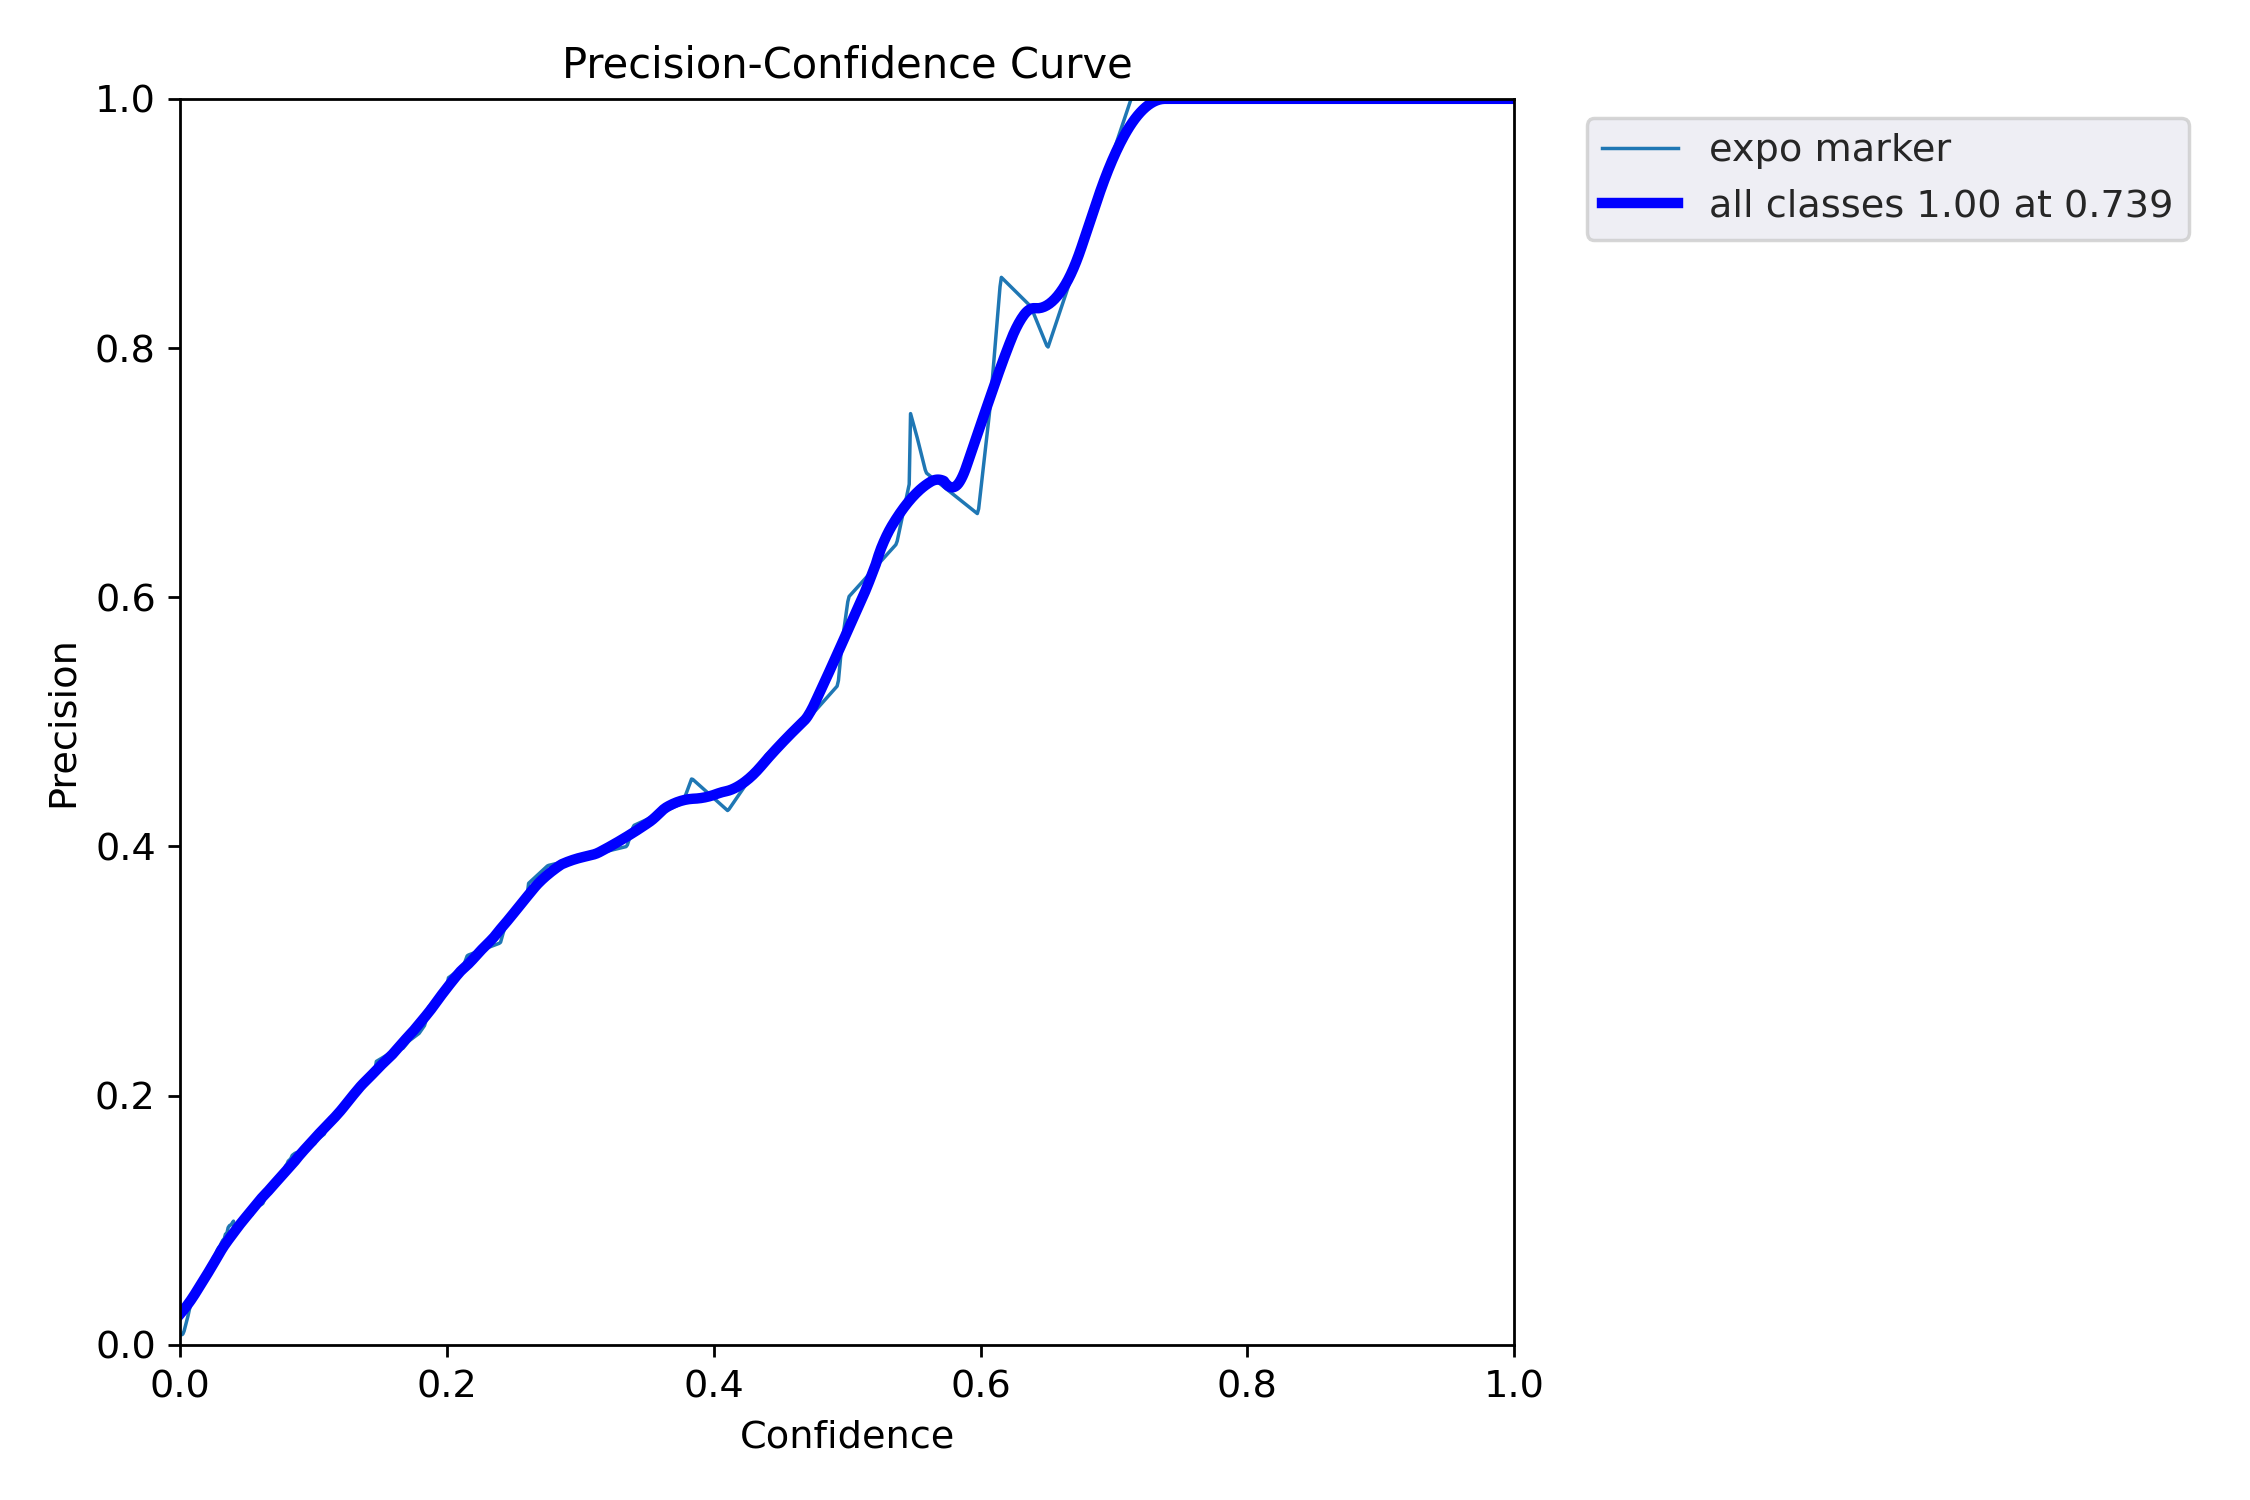 Precision-Confidence Curve
1.0
0.8
0.6
0.4
0.2
0.0
Precision
0.0 0.2 0.4 0.6 0.8 1.0
Confidence
expo marker
all classes 1.00 at 0.739